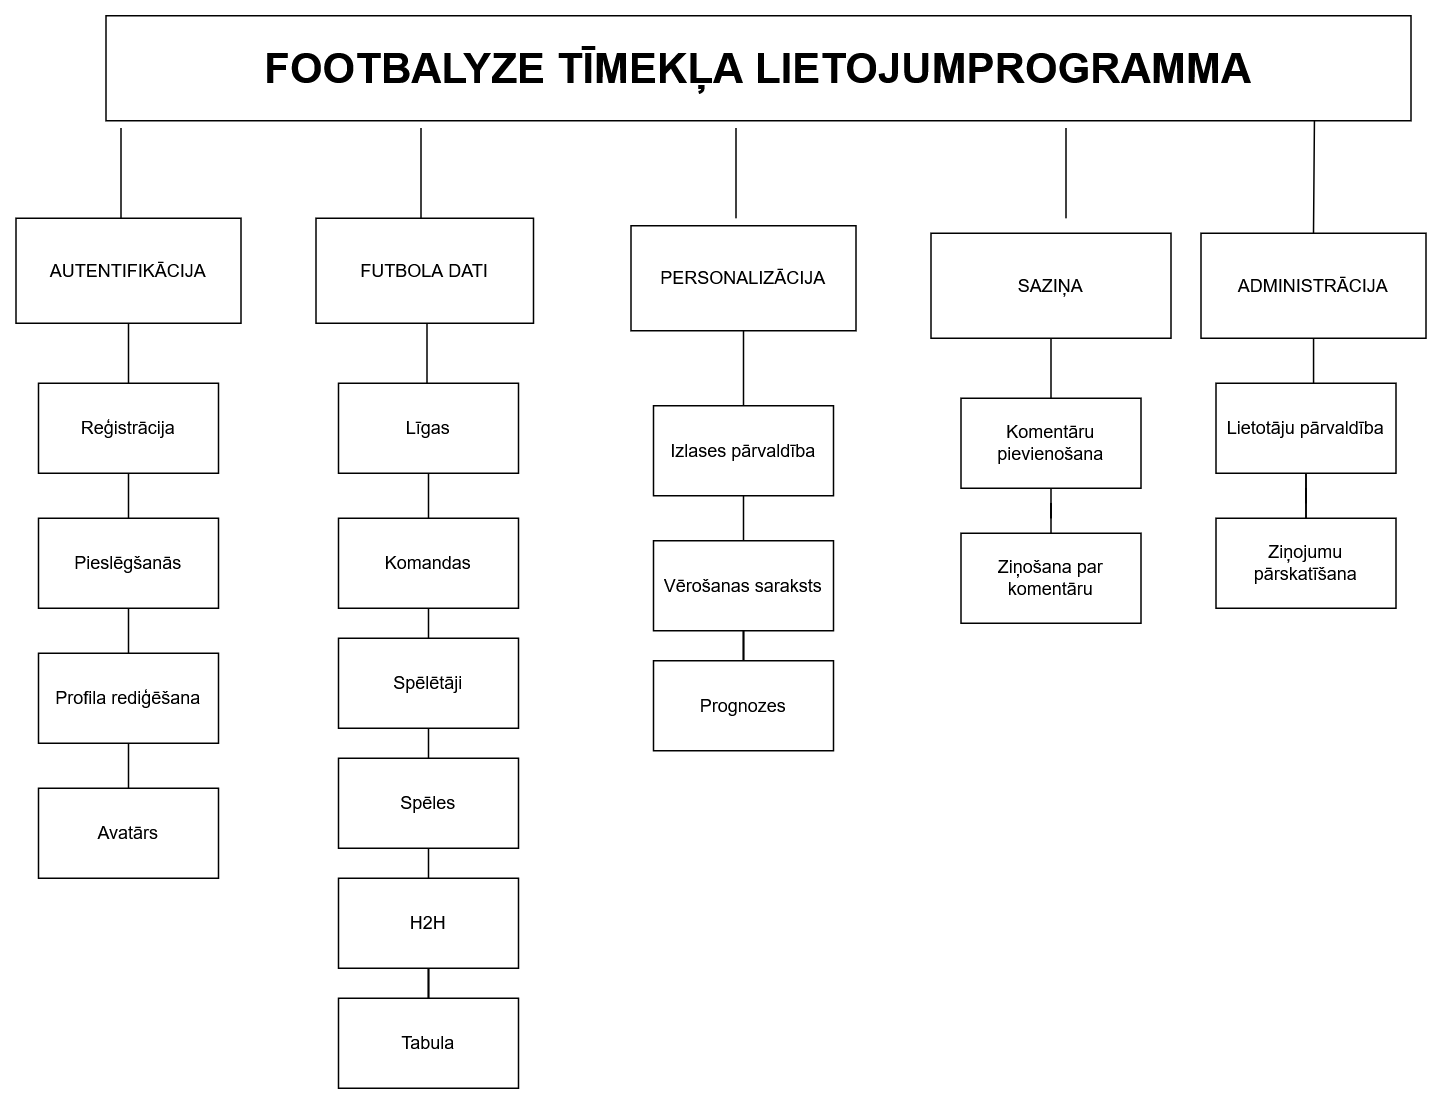 FOOTBALYZE TĪMEKĻA LIETOJUMPROGRAMMA
AUTENTIFIKĀCIJA
Reģistrācija
Pieslēgšanās
Profila rediģēšana
Avatārs
FUTBOLA DATI
Līgas
Komandas
Spēlētāji
Spēles
H2H
Tabula
PERSONALIZĀCIJA
Izlases pārvaldība
Vērošanas saraksts
Prognozes
SAZIŅA
Komentāru
pievienošana
Ziņošana par
komentāru
ADMINISTRĀCIJA
Lietotāju pārvaldība
Ziņojumu
pārskatīšana